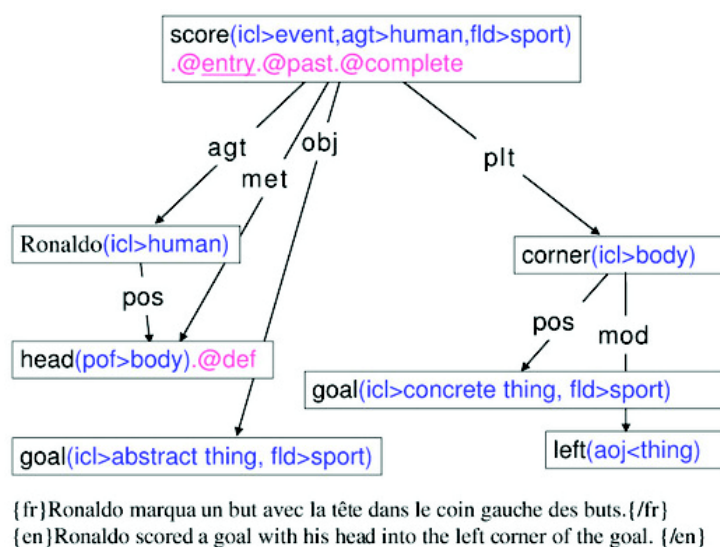 score(icl>event,agt>human,fld>sport)
.@entry.@past.@complete
agt
met
obj
plt
Ronaldo(icl>human)
corner(icl>body)
pos
pos
mod
head(pof>body).@def
goal(icl>concrete thing, fld>sport)
goal(icl>abstract thing, fld>sport)
left(aoj<thing)
{fr}Ronaldo marqua un but avec la tête dans le coin gauche des buts.{/fr}
{en}Ronaldo scored a goal with his head into the left corner of the goal. {/en}